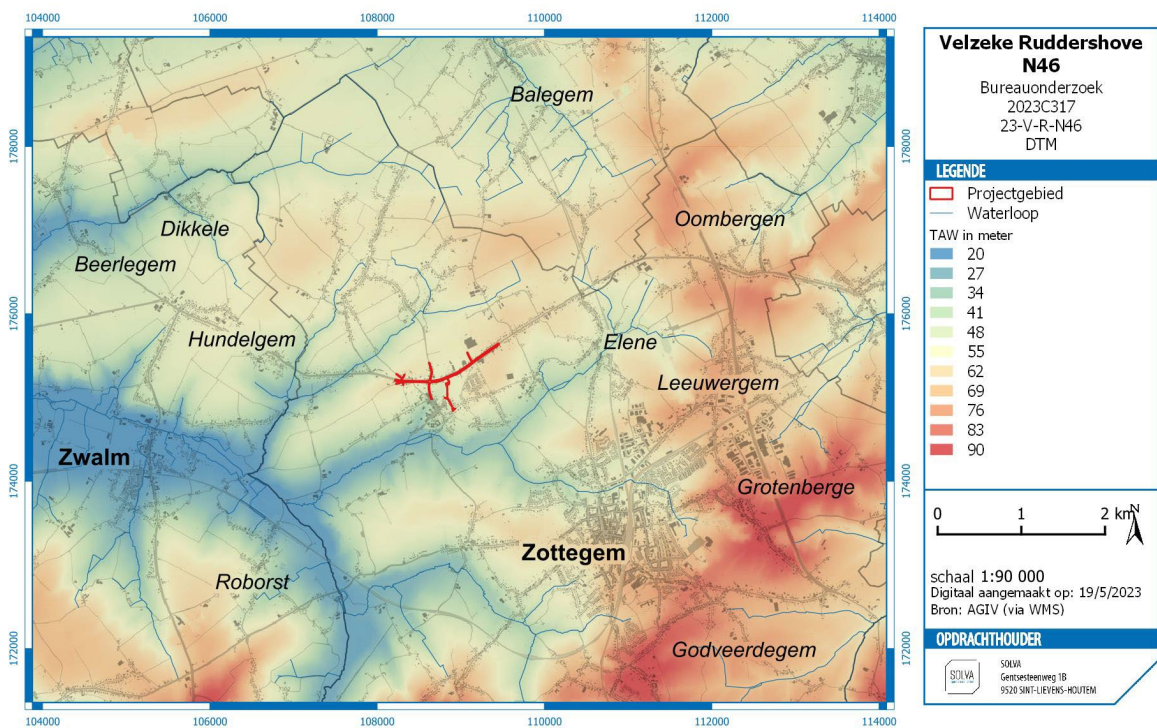 104000 106000 108000 110000 112000 114000
178000
176000
174000
172000
178000
176000
174000
172000
Balegem
Dikkele
Oombergen
Beerlegem
Hundelgem
Elene
Leeuwergem
Zwalm
Grotenberge
Zottegem
Roborst
Godveerdegem
104000 106000 108000 110000 112000 114000
Velzeke Ruddershove
N46
Bureauonderzoek
2023C317
23-V-R-N46
DTM
LEGENDE
Projectgebied
Waterloop
TAW in meter
20
27
34
41
48
55
62
69
76
83
90
0 1 2 km
N
schaal 1:90 000
Digitaal aangemaakt op: 19/5/2023
Bron: AGIV (via WMS)
OPDRACHTHOUDER
SOLVA
SOLVA
Gentsesteenweg 1B
9520 SINT-LIEVENS-HOUTEM